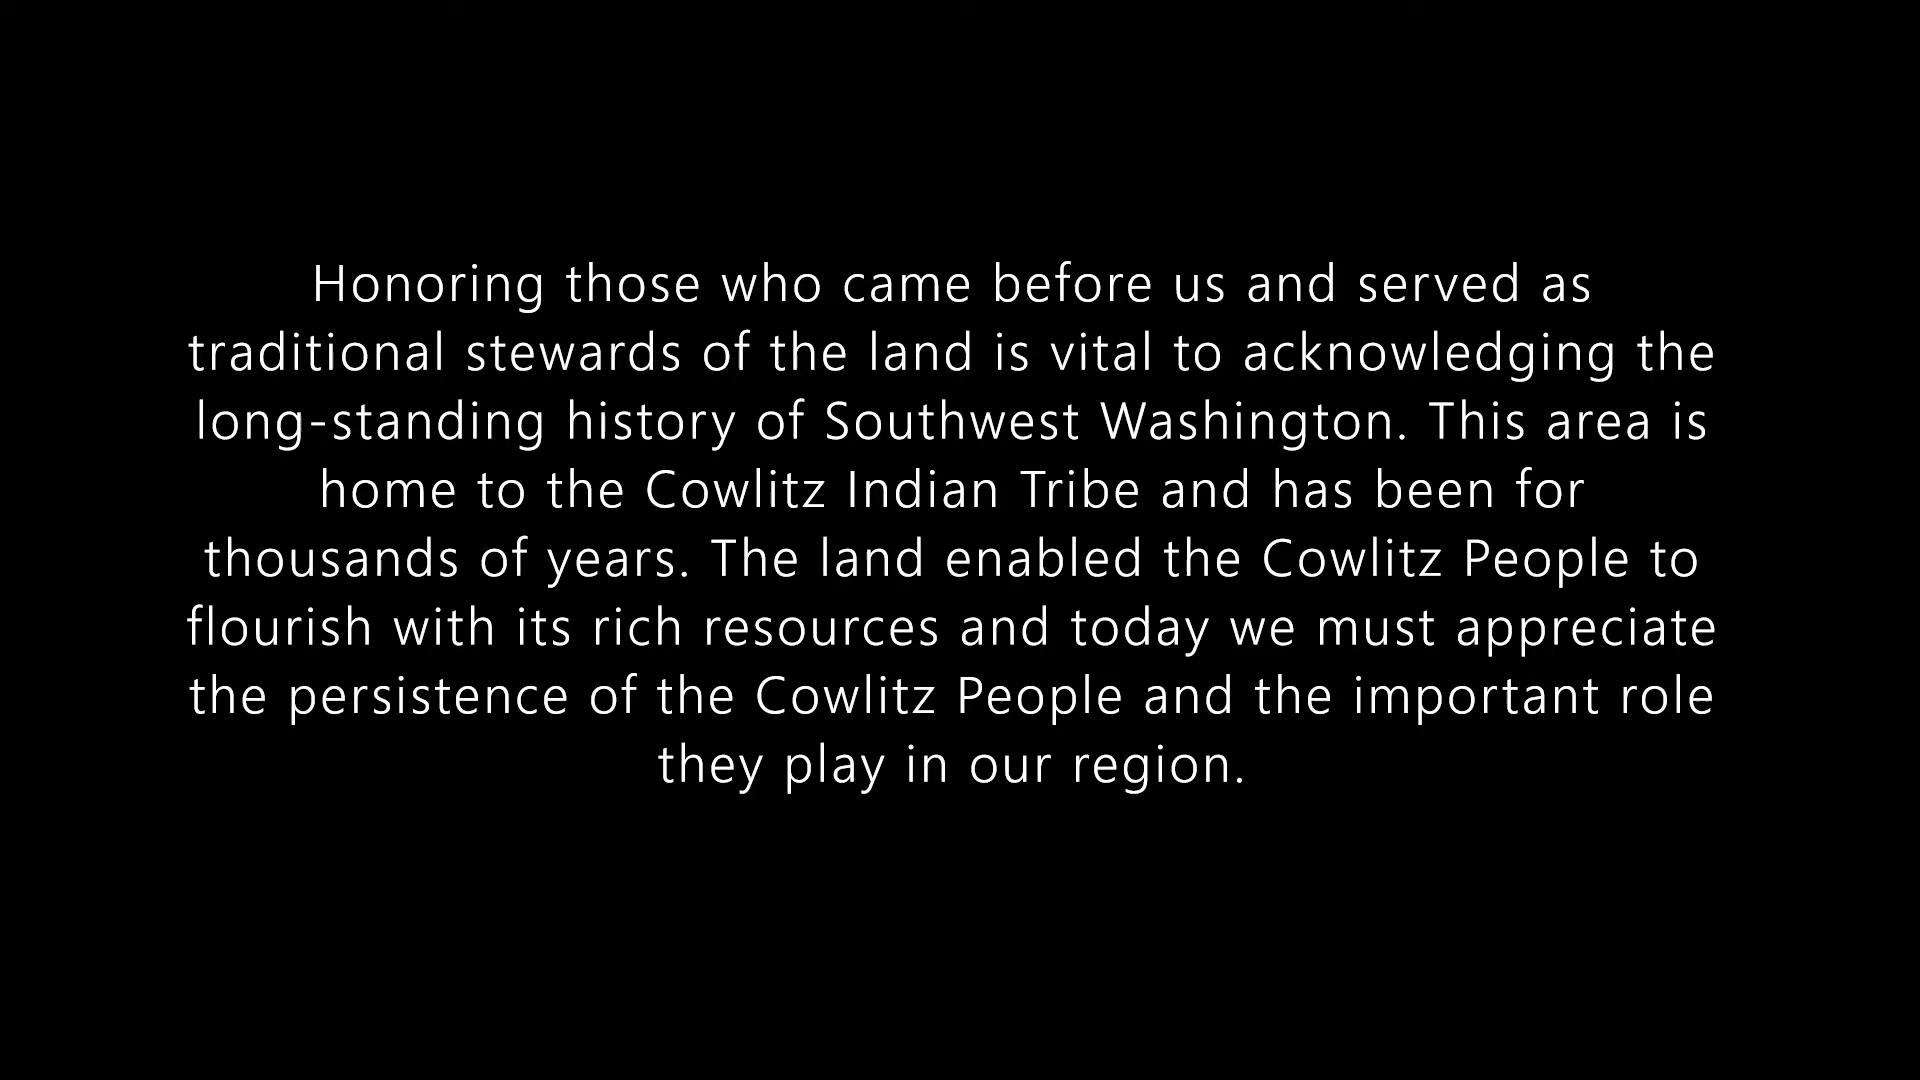 Honoring those who came before us and served as
traditional stewards of the land is vital to acknowledging the
long-standing history of Southwest Washington. This area is
home to the Cowlitz Indian Tribe and has been for
thousands of years. The land enabled the Cowlitz People to
flourish with its rich resources and today we must appreciate
the persistence of the Cowlitz People and the important role
they play in our region.